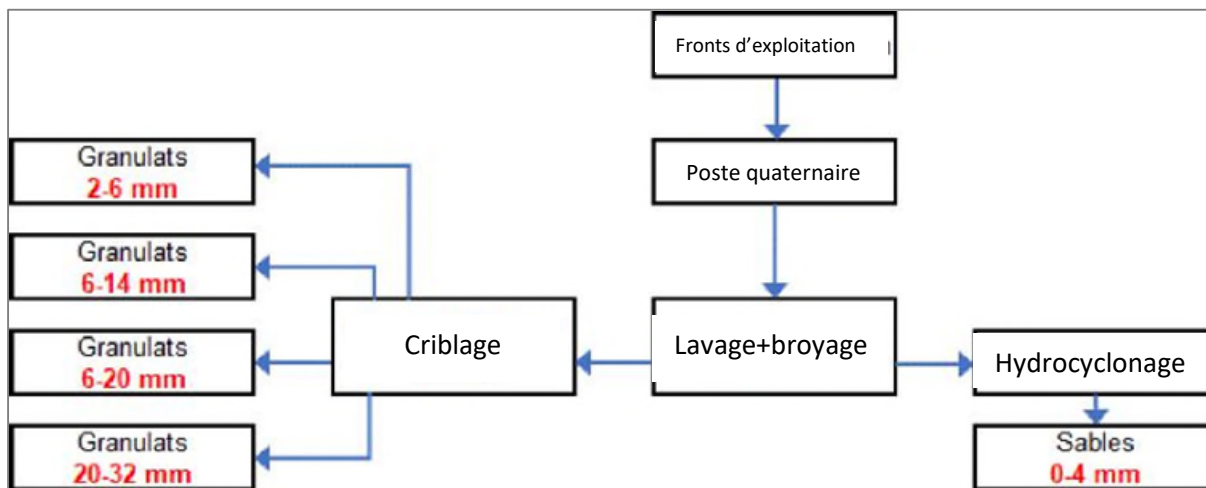 Fronts d’exploitation
Poste quaternaire
Granulats
2-6 mm
Granulats
6-14 mm
Granulats
6-20 mm
Granulats
20-32 mm
Criblage
Lavage+broyage
Hydrocyclonage
Sables
0-4 mm